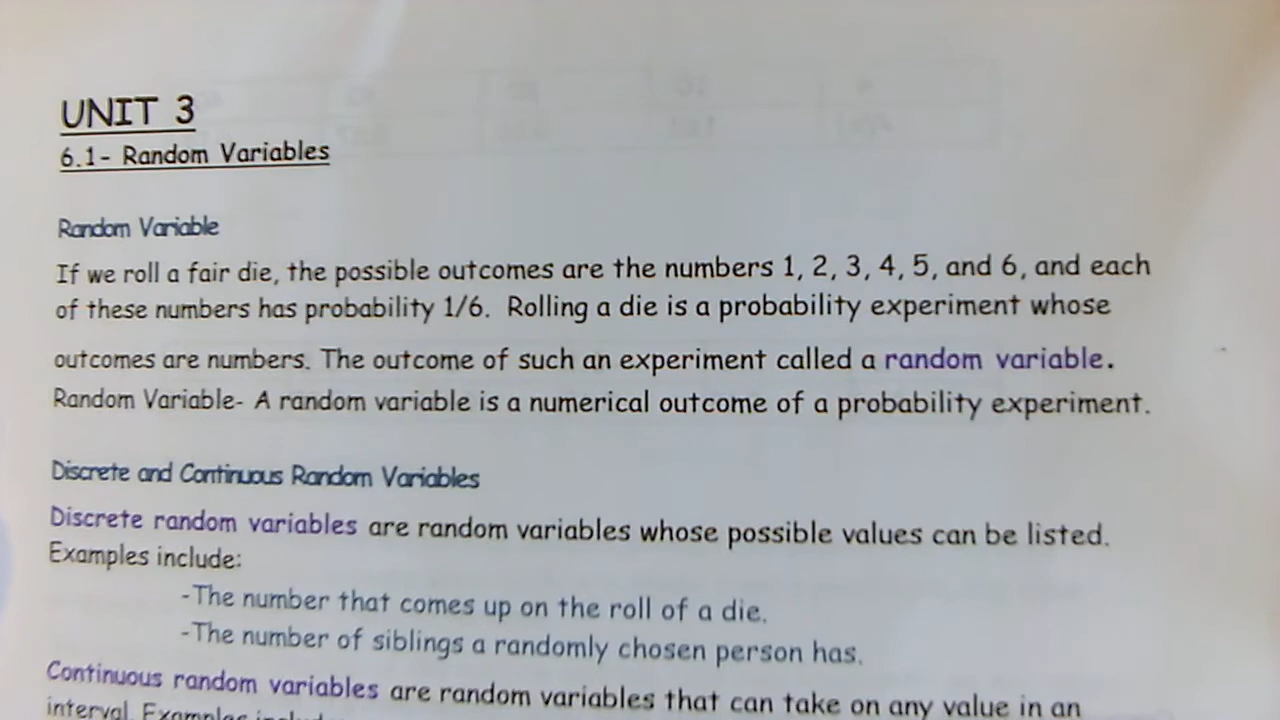 UNIT 3
6.1- Random Variables
Random Variable
If we roll a fair die, the possible outcomes are the numbers 1, 2, 3, 4, 5, and 6, and each
of these numbers has probability 1/6. Rolling a die is a probability experiment whose
outcomes are numbers. The outcome of such an experiment called a random variable.
Random Variable- A random variable is a numerical outcome of a probability experiment.
Discrete and Continuous Random Variables
Discrete random variables are random variables whose possible values can be listed.
Examples include:
-The number that comes up on the roll of a die.
-The number of siblings a randomly chosen person has.
Continuous random variables are random variables that can take on any value in an
interval. Examples